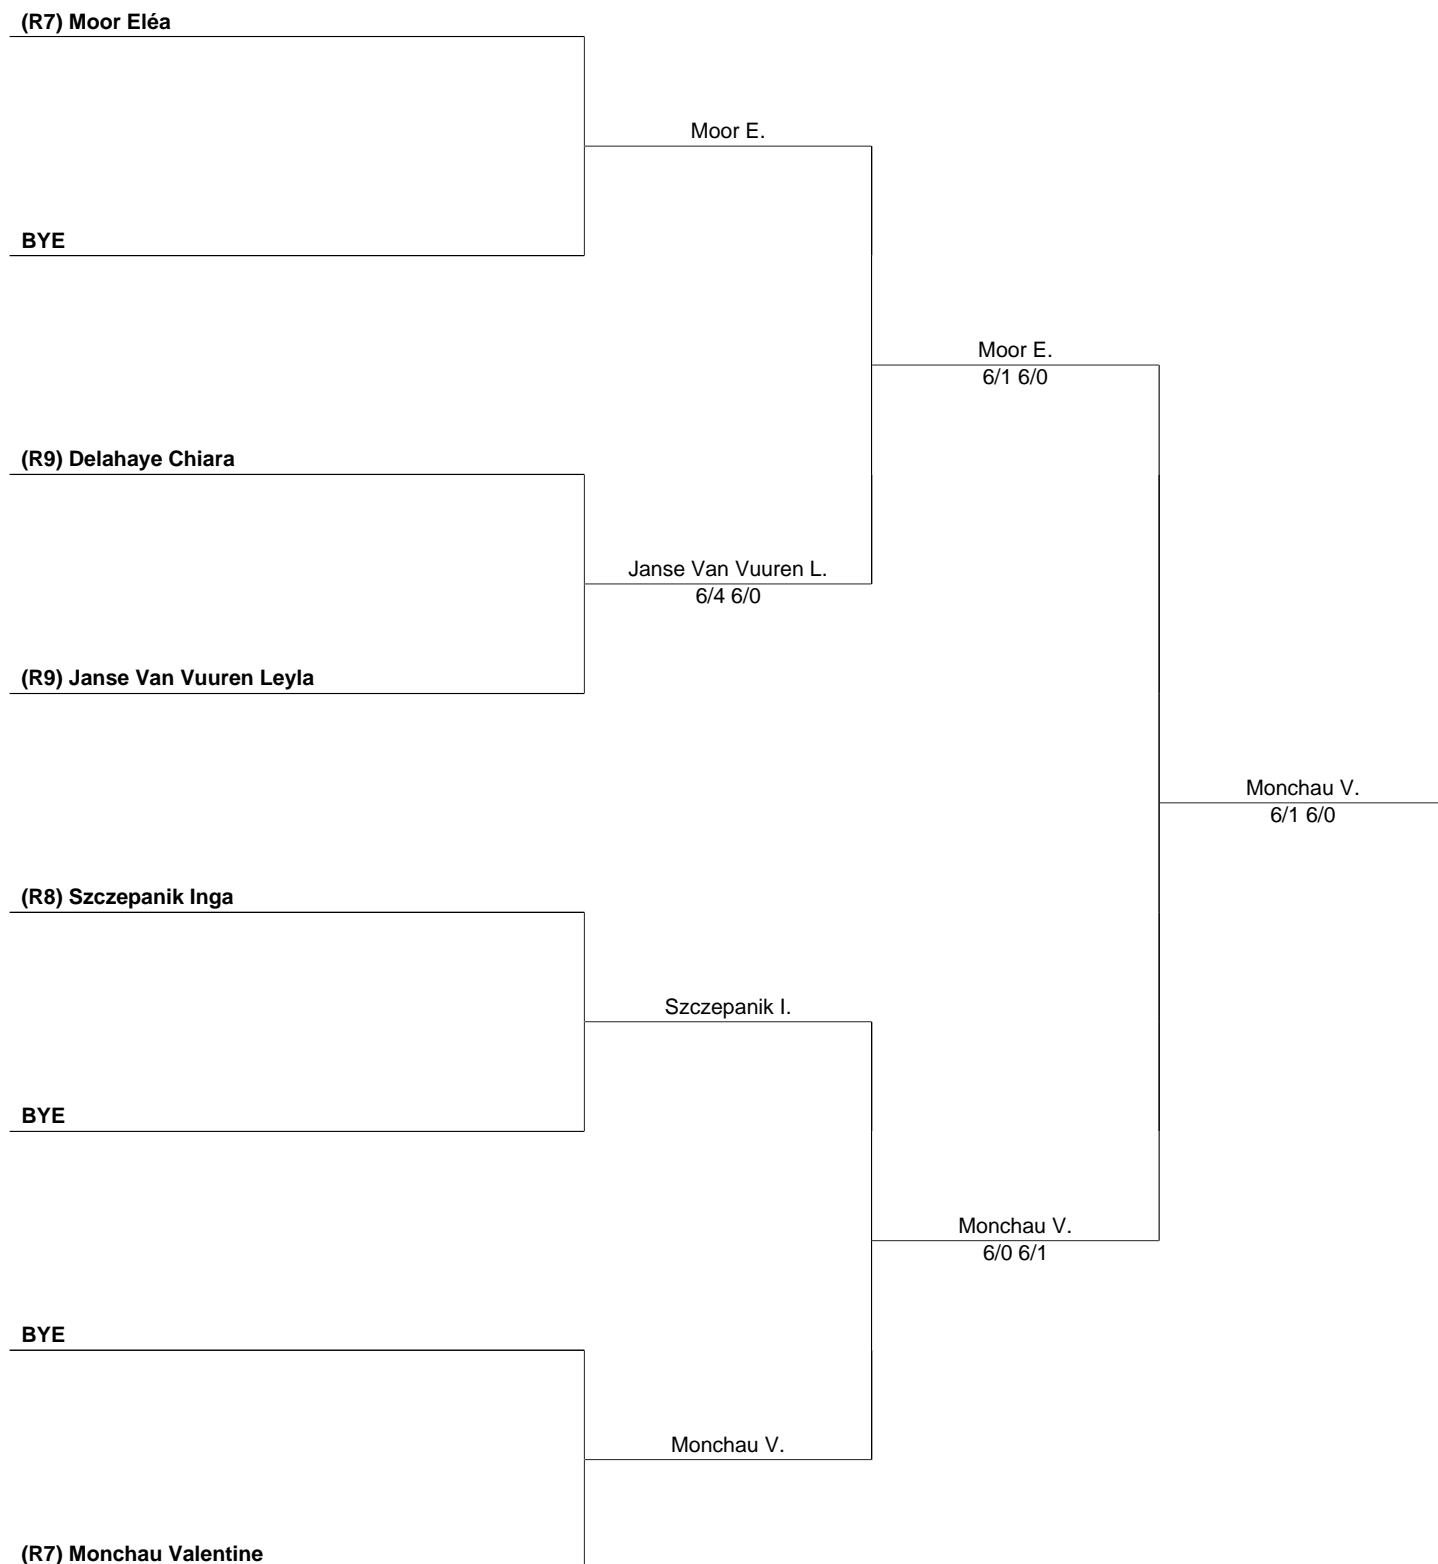 (R7) Moor Eléa
Moor E.
BYE
Moor E.
6/1 6/0
(R9) Delahaye Chiara
Janse Van Vuuren L.
6/4 6/0
(R9) Janse Van Vuuren Leyla
Monchau V.
6/1 6/0
(R8) Szczepanik Inga
Szczepanik I.
BYE
Monchau V.
6/0 6/1
BYE
Monchau V.
(R7) Monchau Valentine